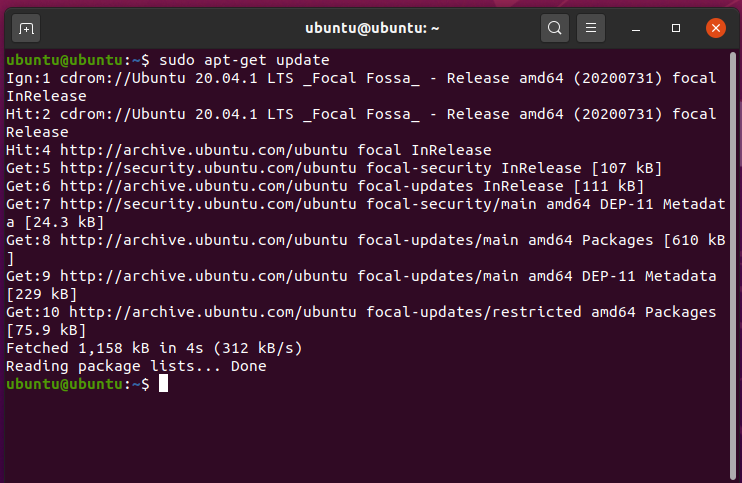 ubuntu@ubuntu: ~
ubuntu@ubuntu:~$ sudo apt-get update
Ign:1 cdrom://Ubuntu 20.04.1 LTS _Focal Fossa_ - Release amd64 (20200731) focal
InRelease
Hit:2 cdrom://Ubuntu 20.04.1 LTS _Focal Fossa_ - Release amd64 (20200731) focal
Release
Hit:4 http://archive.ubuntu.com/ubuntu focal InRelease
Get:5 http://security.ubuntu.com/ubuntu focal-security InRelease [107 kB]
Get:6 http://archive.ubuntu.com/ubuntu focal-updates InRelease [111 kB]
Get:7 http://security.ubuntu.com/ubuntu focal-security/main amd64 DEP-11 Metadat
a [24.3 kB]
Get:8 http://archive.ubuntu.com/ubuntu focal-updates/main amd64 Packages [610 kB
]
Get:9 http://archive.ubuntu.com/ubuntu focal-updates/main amd64 DEP-11 Metadata
[229 kB]
Get:10 http://archive.ubuntu.com/ubuntu focal-updates/restricted amd64 Packages
[75.9 kB]
Fetched 1,158 kB in 4s (312 kB/s)
Reading package lists... Done
ubuntu@ubuntu:~$